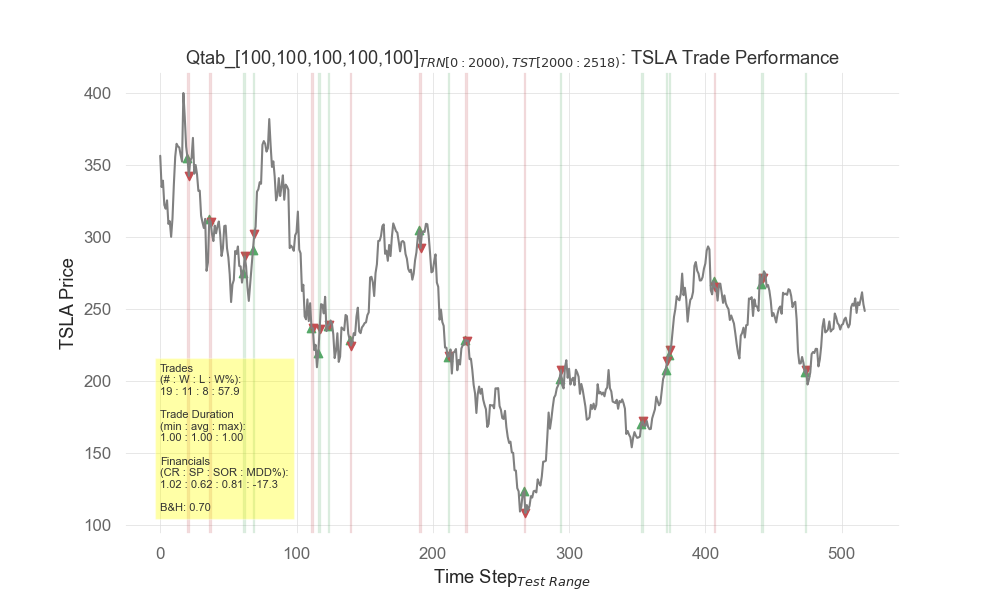 Qtab_[100,100,100,100,100]TRN[0 : 2000), TST[2000 : 2518): TSLA Trade Performance
400
350
300
250
200
150
100
TSLA Price
Trades
(# : W : L : W%):
19 : 11 : 8 : 57.9
Trade Duration
(min : avg : max):
1.00 : 1.00 : 1.00
Financials
(CR : SP : SOR : MDD%):
1.02 : 0.62 : 0.81 : -17.3
B&H: 0.70
0 100 200 300 400 500
Time StepTest Range